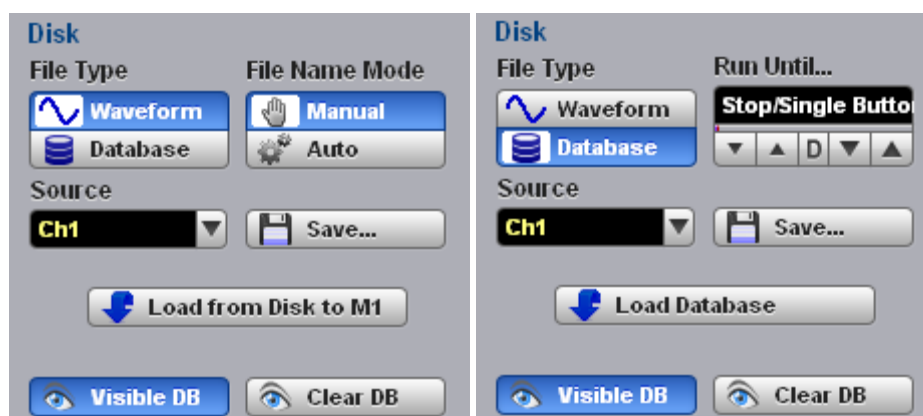 Disk
File Type
File Name Mode
Waveform
Manual
Database
Auto
Source
Ch1
Save...
Load from Disk to M1
Visible DB
Clear DB
Disk
File Type
Run Until...
Waveform
Stop/Single Butto
Database
D
Source
Ch1
Save...
Load Database
Visible DB
Clear DB